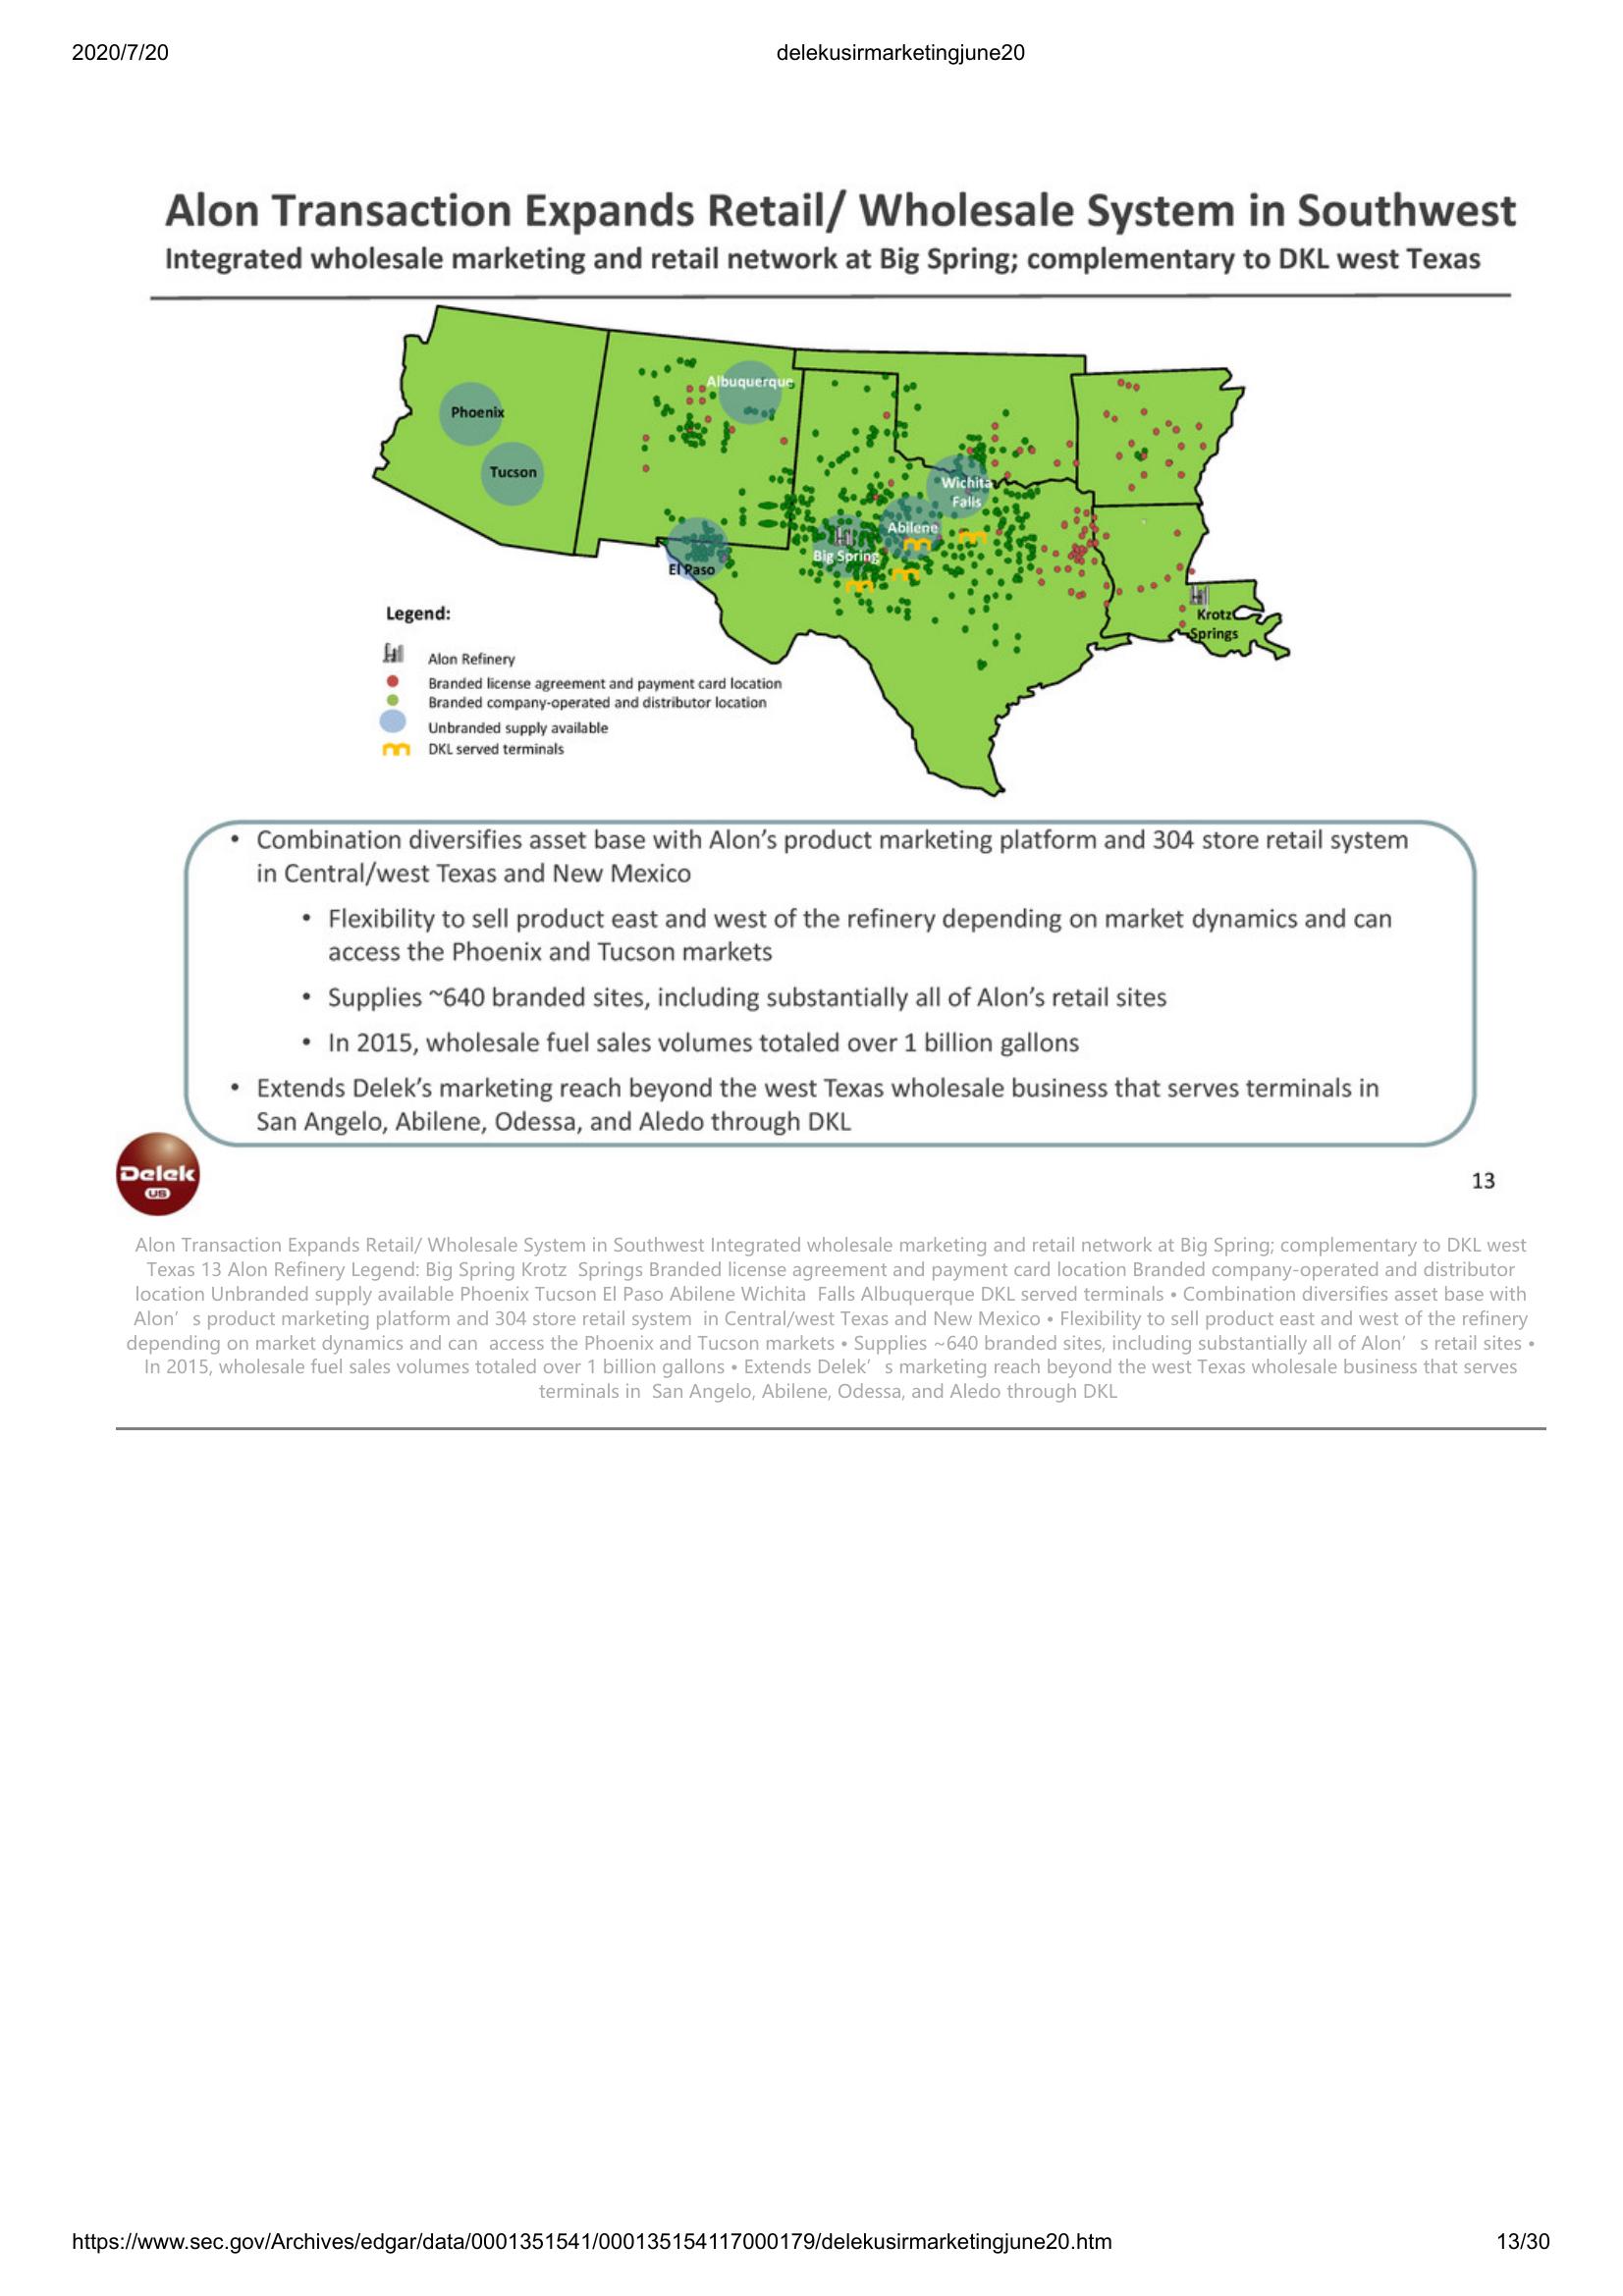 2020/7/20
delekusirmarketingjune20
Alon Transaction Expands Retail/ Wholesale System in Southwest
Integrated wholesale marketing and retail network at Big Spring; complementary to DKL west Texas
Albuquerque
Phoenix
Tucson
Wichita
Falls
Abilene
Big Spring
El Paso
Krotz
Springs
Legend:
Alon Refinery
Branded license agreement and payment card location
Branded company-operated and distributor location
Unbranded supply available
DKL served terminals
• Combination diversifies asset base with Alon’s product marketing platform and 304 store retail system
in Central/west Texas and New Mexico
• Flexibility to sell product east and west of the refinery depending on market dynamics and can
access the Phoenix and Tucson markets
• Supplies ~640 branded sites, including substantially all of Alon’s retail sites
• In 2015, wholesale fuel sales volumes totaled over 1 billion gallons
• Extends Delek’s marketing reach beyond the west Texas wholesale business that serves terminals in
San Angelo, Abilene, Odessa, and Aledo through DKL
Delek
US
13
Alon Transaction Expands Retail/ Wholesale System in Southwest Integrated wholesale marketing and retail network at Big Spring; complementary to DKL west
Texas 13 Alon Refinery Legend: Big Spring Krotz Springs Branded license agreement and payment card location Branded company-operated and distributor
location Unbranded supply available Phoenix Tucson El Paso Abilene Wichita Falls Albuquerque DKL served terminals • Combination diversifies asset base with
Alon’ s product marketing platform and 304 store retail system in Central/west Texas and New Mexico • Flexibility to sell product east and west of the refinery
depending on market dynamics and can access the Phoenix and Tucson markets • Supplies ~640 branded sites, including substantially all of Alon’ s retail sites •
In 2015, wholesale fuel sales volumes totaled over 1 billion gallons • Extends Delek’ s marketing reach beyond the west Texas wholesale business that serves
terminals in San Angelo, Abilene, Odessa, and Aledo through DKL
https://www.sec.gov/Archives/edgar/data/0001351541/000135154117000179/delekusirmarketingjune20.htm
13/30